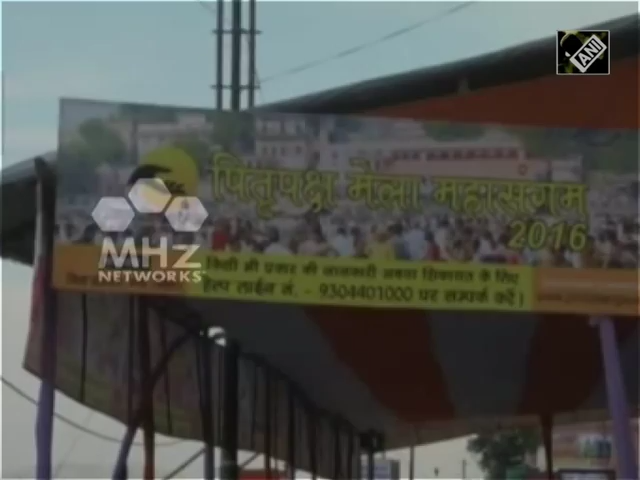 ANI
पितृपक्ष मेला महासंगम
2016
MHZ
NETWORKS
किसी भी प्रकार की जानकारी अथवा शिकायत के लिए
हेल्प लाईन नं. - 9304401000 पर सम्पर्क करें।